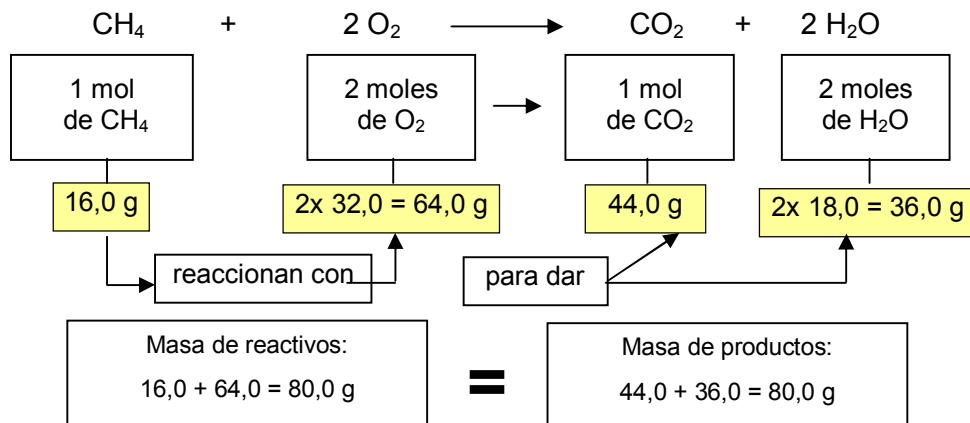 CH₄ + 2 O₂ CO₂ + 2 H₂O
1 mol
de CH₄
2 moles
de O₂
1 mol
de CO₂
2 moles
de H₂O
16,0 g
2x 32,0 = 64,0 g
44,0 g
2x 18,0 = 36,0 g
reaccionan con
para dar
Masa de reactivos:
16,0 + 64,0 = 80,0 g
=
Masa de productos:
44,0 + 36,0 = 80,0 g